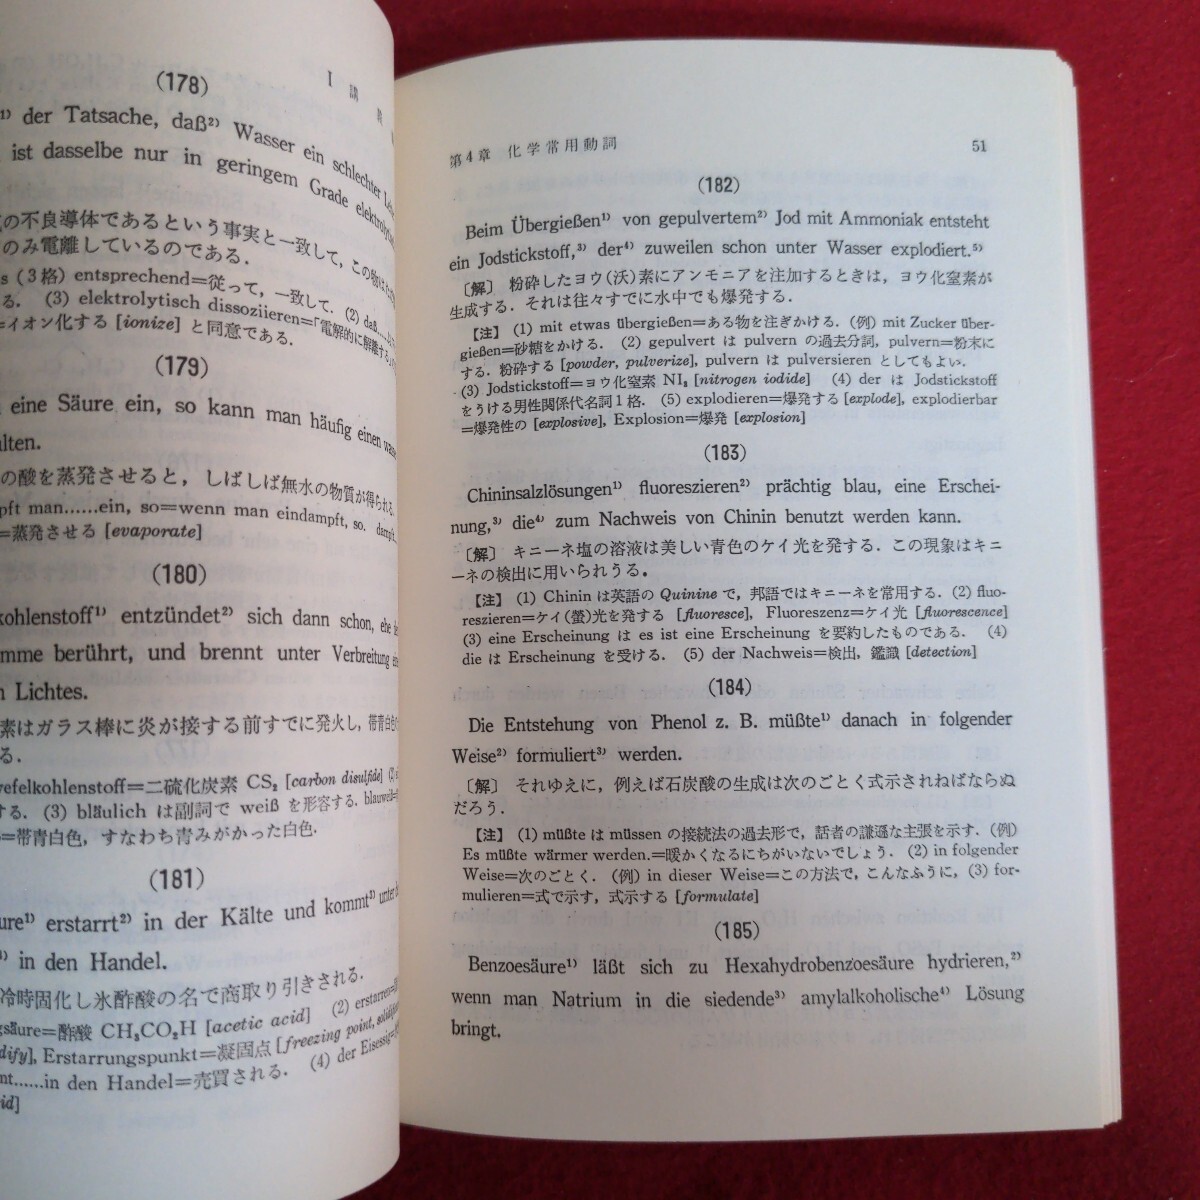 I 講
(178)
der Tatsache, daß²⁾ Wasser ein schlechter
ist dasselbe nur in geringem Grade elektrolytisch
の不良導体であるという事実と一致して，この物は
のみ電離しているのである．
(3格) entsprechend=従って，一致して．(2) daß
る． (3) elektrolytisch dissoziieren=「電解的に解離する
=イオン化する [ionize] と同意である．
(179)
eine Säure ein, so kann man häufig einen
alten.
の酸を蒸発させると，しばしば無水の物質が得られる．
pft man......ein, so=wenn man eindampft, so.
=蒸発させる [evaporate]
(180)
kohlenstoff¹⁾ entzündet²⁾ sich dann schon, ehe
mme berührt, und brennt unter Verbreitung
n Lichtes.
素はガラス棒に炎が接する前すでに発火し，帯青白色
る．
wefelkohlenstoff=二硫化炭素 CS₂ [carbon disulfide]
する． (3) bläulich は副詞で weiß を形容する．
=帯青白色，すなわち青みがかった白色．
(181)
ure¹⁾ erstarrt²⁾ in der Kälte und kommt³⁾ unter
in den Handel.
冷時固化し氷酢酸の名で商取り引きされる．
gsäure=酢酸 CH₃CO₂H [acetic acid] (2) erstarren=
dify], Erstarrungspunkt=凝固点 [freezing point,
......in den Handel=売買される． (4) der Eisessig=
id]
第4章 化学常用動詞 51
(182)
Beim Übergießen¹⁾ von gepulvertem²⁾ Jod mit Ammoniak entsteht
ein Jodstickstoff,³⁾ der⁴⁾ zuweilen schon unter Wasser explodiert.⁵⁾
〔解〕 粉砕したヨウ(沃)素にアンモニアを注加するときは，ヨウ化窒素が
生成する．それは往々すでに水中でも爆発する．
【注】 (1) mit etwas übergießen=ある物を注ぎかける．(例) mit Zucker über-
gießen=砂糖をかける． (2) gepulvert は pulvern の過去分詞，pulvern=粉末に
する．粉砕する [powder, pulverize], pulvern は pulversieren としてもよい．
(3) Jodstickstoff=ヨウ化窒素 NI₃ [nitrogen iodide] (4) der は Jodstickstoff
をうける男性関係代名詞1格．(5) explodieren=爆発する [explode], explodierbar
=爆発性の [explosive], Explosion=爆発 [explosion]
(183)
Chininsalzlösungen¹⁾ fluoreszieren²⁾ prächtig blau, eine Erschei-
nung,³⁾ die⁴⁾ zum Nachweis von Chinin benutzt werden kann.
〔解〕 キニーネ塩の溶液は美しい青色のケイ光を発する．この現象はキニ
ーネの検出に用いられうる．
【注】 (1) Chinin は英語の Quinine で，邦語ではキニーネを常用する．(2) fluo-
reszieren=ケイ(螢)光を発する [fluoresce], Fluoreszenz=ケイ光 [fluorescence]
(3) eine Erscheinung は es ist eine Erscheinung を要約したものである． (4)
die は Erscheinung を受ける． (5) der Nachweis=検出，鑑識 [detection]
(184)
Die Entstehung von Phenol z. B. müßte¹⁾ danach in folgender
Weise²⁾ formuliert³⁾ werden.
〔解〕 それゆえに，例えば石炭酸の生成は次のごとく式示されねばならぬ
だろう．
【注】 (1) müßte は müssen の接続法の過去形で，話者の謙遜な主張を示す．(例)
Es müßte wärmer werden.=暖かくなるにちがいないでしょう．(2) in folgender
Weise=次のごとく．(例) in dieser Weise=この方法で，こんなふうに，(3) for-
mulieren=式で示す，式示する [formulate]
(185)
Benzoesäure¹⁾ läßt sich zu Hexahydrobenzoesäure hydrieren,²⁾
wenn man Natrium in die siedende³⁾ amylalkoholische⁴⁾ Lösung
bringt.